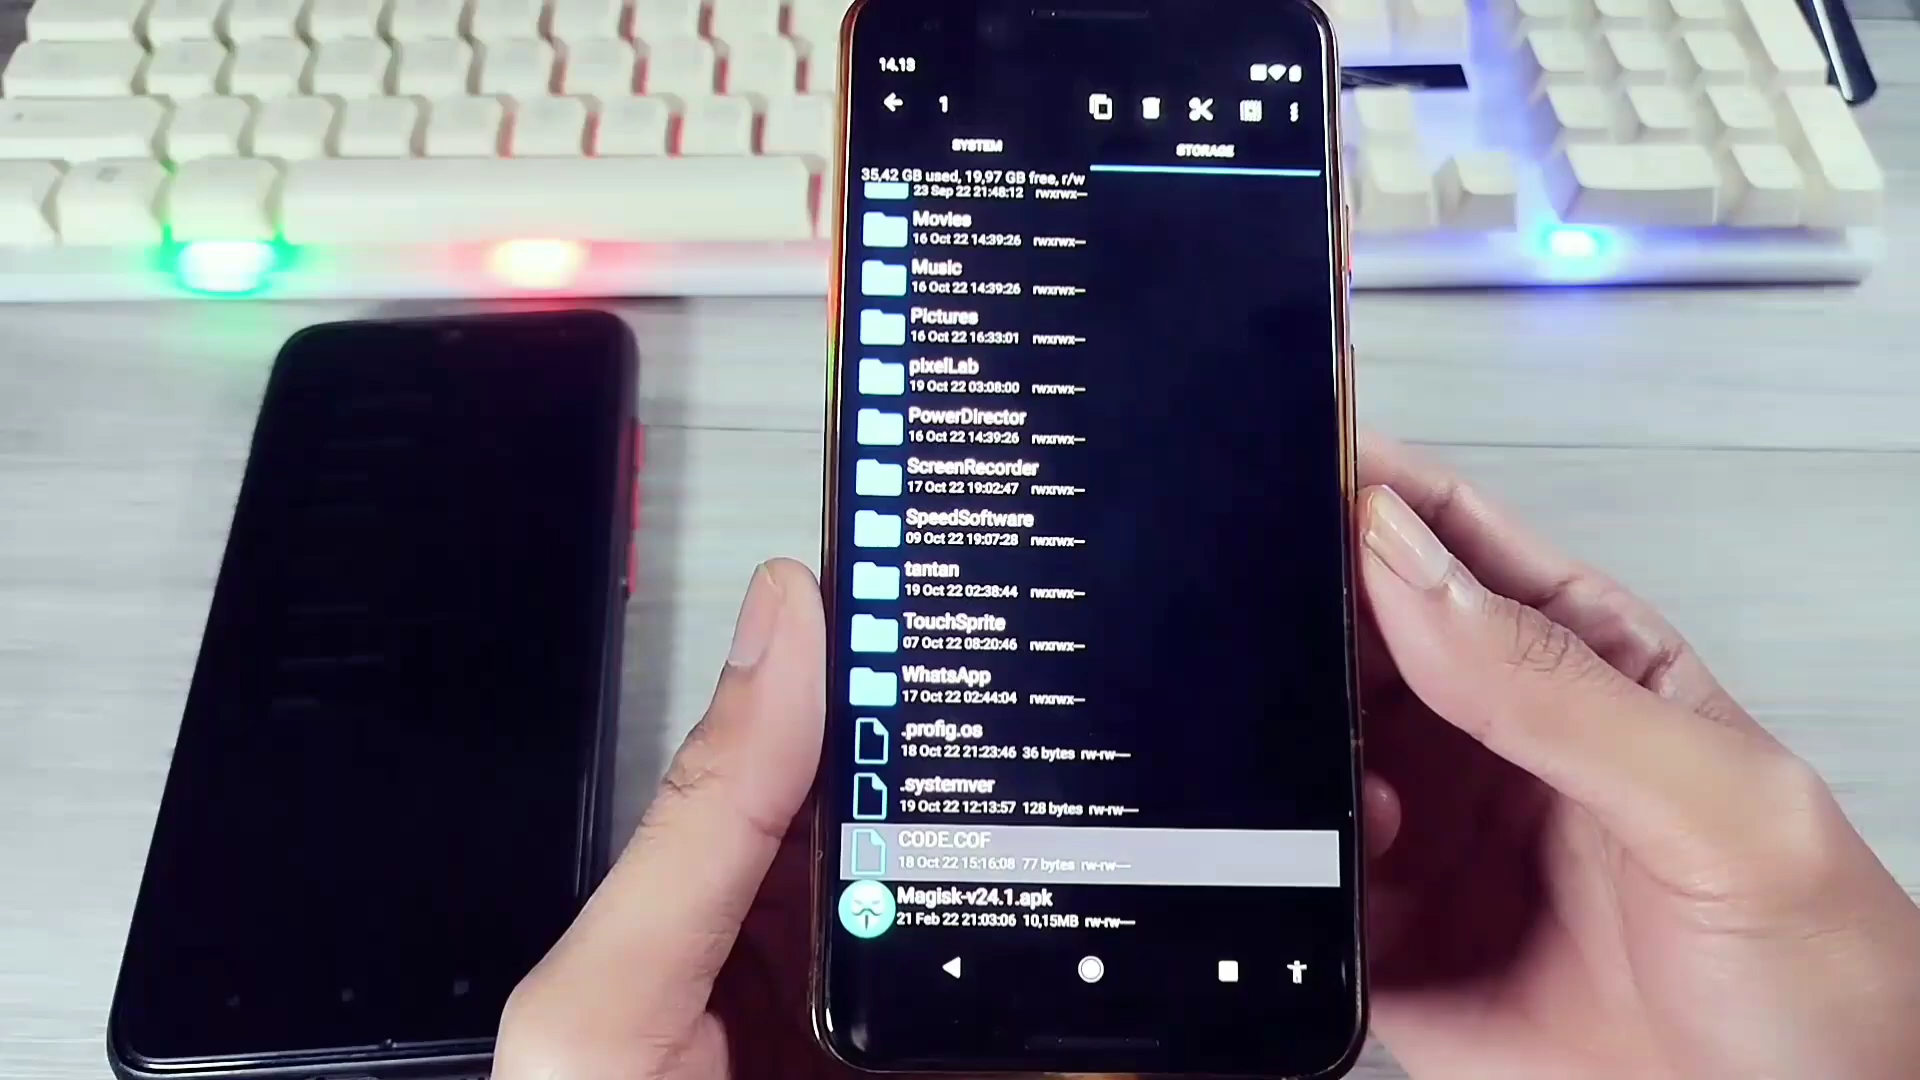 14.13
1
SYSTEM
STORAGE
35,42 GB used, 19,97 GB free, r/w
23 Sep 22 21:48:12 rwxrwx—
Movies
16 Oct 22 14:39:26 rwxrwx—
Music
16 Oct 22 14:39:26 rwxrwx—
Pictures
16 Oct 22 16:33:01 rwxrwx—
pixelLab
19 Oct 22 03:08:00 rwxrwx—
PowerDirector
16 Oct 22 14:39:26 rwxrwx—
ScreenRecorder
17 Oct 22 19:02:47 rwxrwx—
SpeedSoftware
09 Oct 22 19:07:28 rwxrwx—
tantan
19 Oct 22 02:38:44 rwxrwx—
TouchSprite
07 Oct 22 08:20:46 rwxrwx—
WhatsApp
17 Oct 22 02:44:04 rwxrwx—
.profig.os
18 Oct 22 21:23:46 36 bytes rw-rw—
.systemver
19 Oct 22 12:13:57 128 bytes rw-rw—
CODE.COF
18 Oct 22 15:16:08 77 bytes rw-rw—
Magisk-v24.1.apk
21 Feb 22 21:03:06 10,15MB rw-rw—